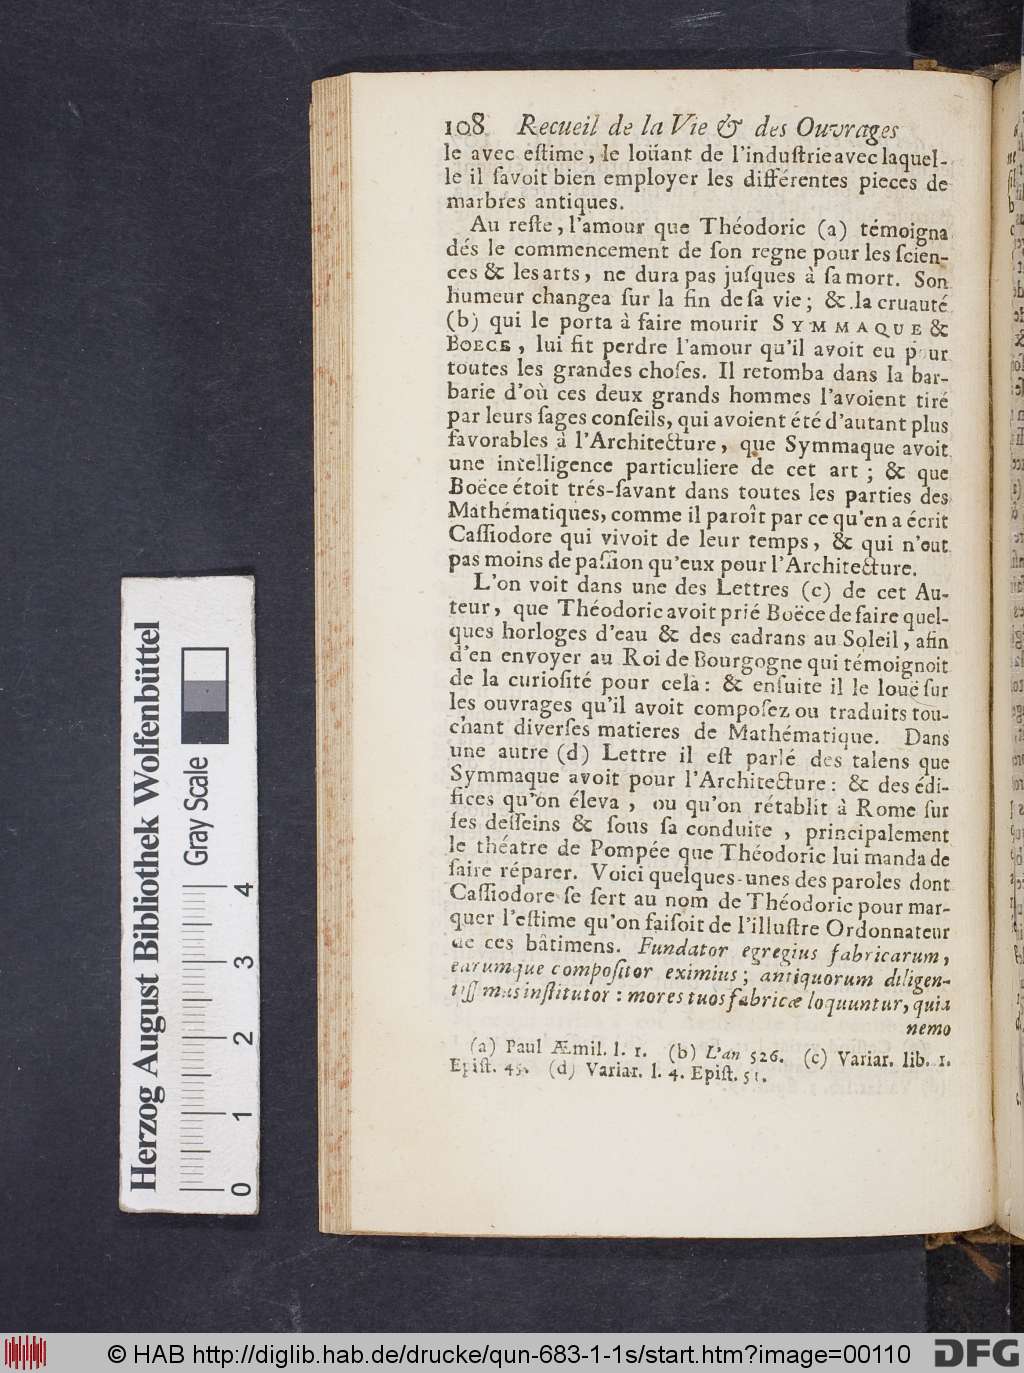 108 Recueil de la Vie & des Ouvrages
le avec eſtime, le loüant de l'induſtrie avec laquel-
le il ſavoit bien employer les différentes pieces de
marbres antiques.
Au reſte, l'amour que Théodoric (a) témoigna
dés le commencement de ſon regne pour les ſcien-
ces & les arts, ne dura pas juſques à ſa mort. Son
humeur changea ſur la fin de ſa vie; & la cruauté
(b) qui le porta à faire mourir SYMMAQUE &
BOECE, lui fit perdre l'amour qu'il avoit eu pour
toutes les grandes choſes. Il retomba dans la bar-
barie d'où ces deux grands hommes l'avoient tiré
par leurs ſages conſeils, qui avoient été d'autant plus
favorables à l'Architecture, que Symmaque avoit
une intelligence particuliere de cet art; & que
Boëce étoit trés-ſavant dans toutes les parties des
Mathématiques, comme il paroît par ce qu'en a écrit
Caſſiodore qui vivoit de leur temps, & qui n'eut
pas moins de paſſion qu'eux pour l'Architecture.
L'on voit dans une des Lettres (c) de cet Au-
teur, que Théodoric avoit prié Boëce de faire quel-
ques horloges d'eau & des cadrans au Soleil, afin
d'en envoyer au Roi de Bourgogne qui témoignoit
de la curioſité pour cela: & enſuite il le louë ſur
les ouvrages qu'il avoit compoſez ou traduits tou-
chant diverſes matieres de Mathématique. Dans
une autre (d) Lettre il eſt parlé des talens que
Symmaque avoit pour l'Architecture: & des édi-
fices qu'on éleva, ou qu'on rétablit à Rome ſur
ſes deſſeins & ſous ſa conduite, principalement
le théatre de Pompée que Théodoric lui manda de
faire réparer. Voici quelques-unes des paroles dont
Caſſiodore ſe ſert au nom de Théodoric pour mar-
quer l'eſtime qu'on faiſoit de l'illuſtre Ordonnateur
de ces bâtimens. Fundator egregius fabricarum,
earumque compoſitor eximius; antiquorum diligen-
tiſſimus inſtitutor: mores tuos fabricæ loquuntur, quia
nemo
(a) Paul Æmil. l. 1. (b) L'an 526. (c) Variar. lib. 1.
Epiſt. 45. (d) Variar. l. 4. Epiſt. 51.
Herzog August Bibliothek Wolfenbüttel
Gray Scale
0 1 2 3 4
© HAB http://diglib.hab.de/drucke/qun-683-1-1s/start.htm?image=00110
DFG